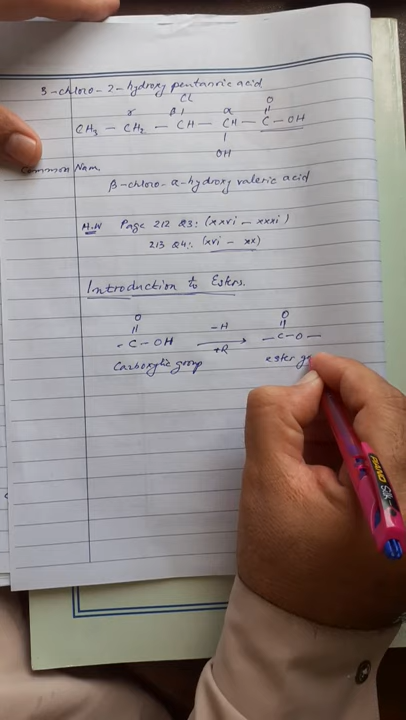 3-chloro-2-hydroxy pentanoic acid
Cl O
γ β | α ||
CH₃ — CH₂ — CH — CH — C — OH
|
OH
Common Nam.
β-chloro-α-hydroxy valeric acid
H.W Page 212 Q3: (xxvi – xxxi)
213 Q4: (xvi – xx)
Introduction to Esters.
O O
|| ||
-C-OH —H —C-O—
+R
Carboxylic group ester g